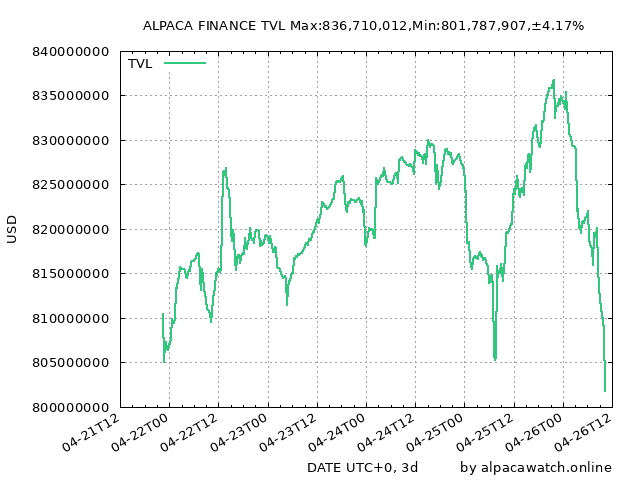 ALPACA FINANCE TVL Max:836,710,012,Min:801,787,907,±4.17%
TVL
840000000
835000000
830000000
825000000
820000000
815000000
810000000
805000000
800000000
USD
04-21T12
04-22T00
04-22T12
04-23T00
04-23T12
04-24T00
04-24T12
04-25T00
04-25T12
04-26T00
04-26T12
DATE UTC+0, 3d
by alpacawatch.online